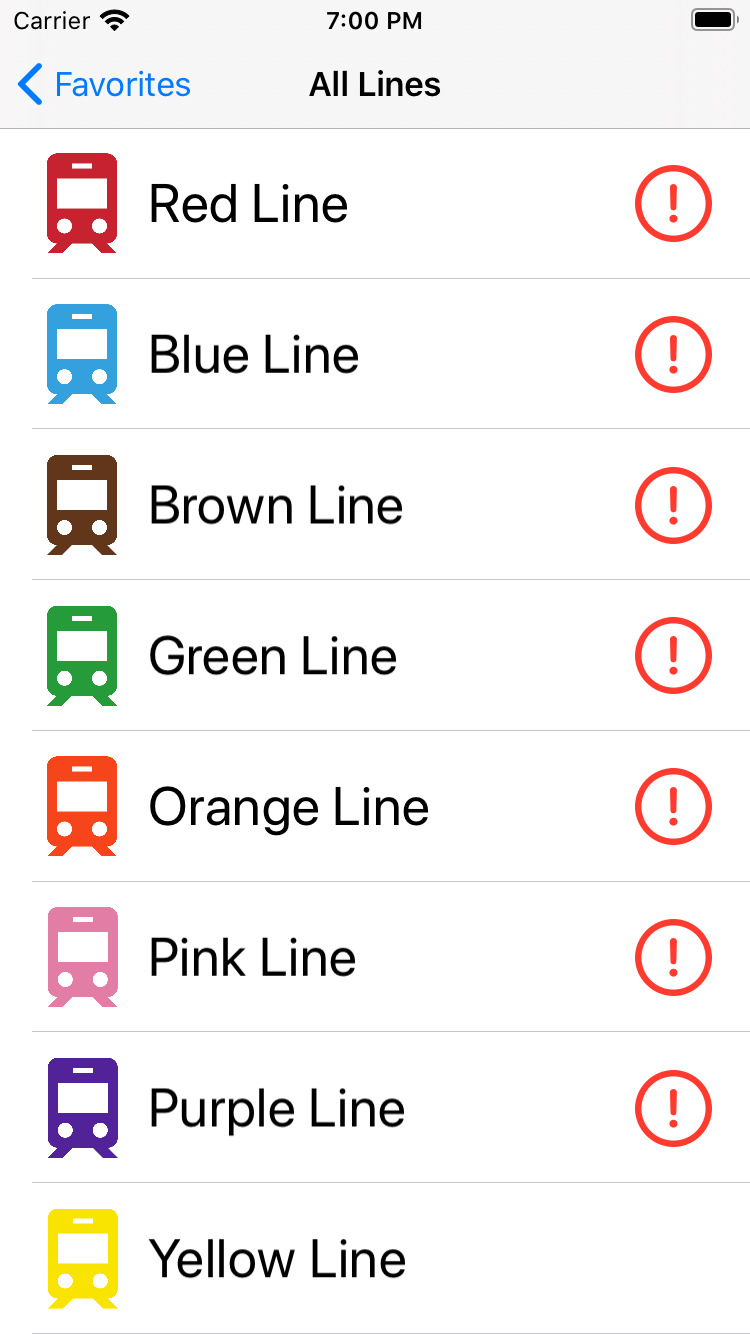 Carrier 7:00 PM
Favorites All Lines
Red Line
Blue Line
Brown Line
Green Line
Orange Line
Pink Line
Purple Line
Yellow Line